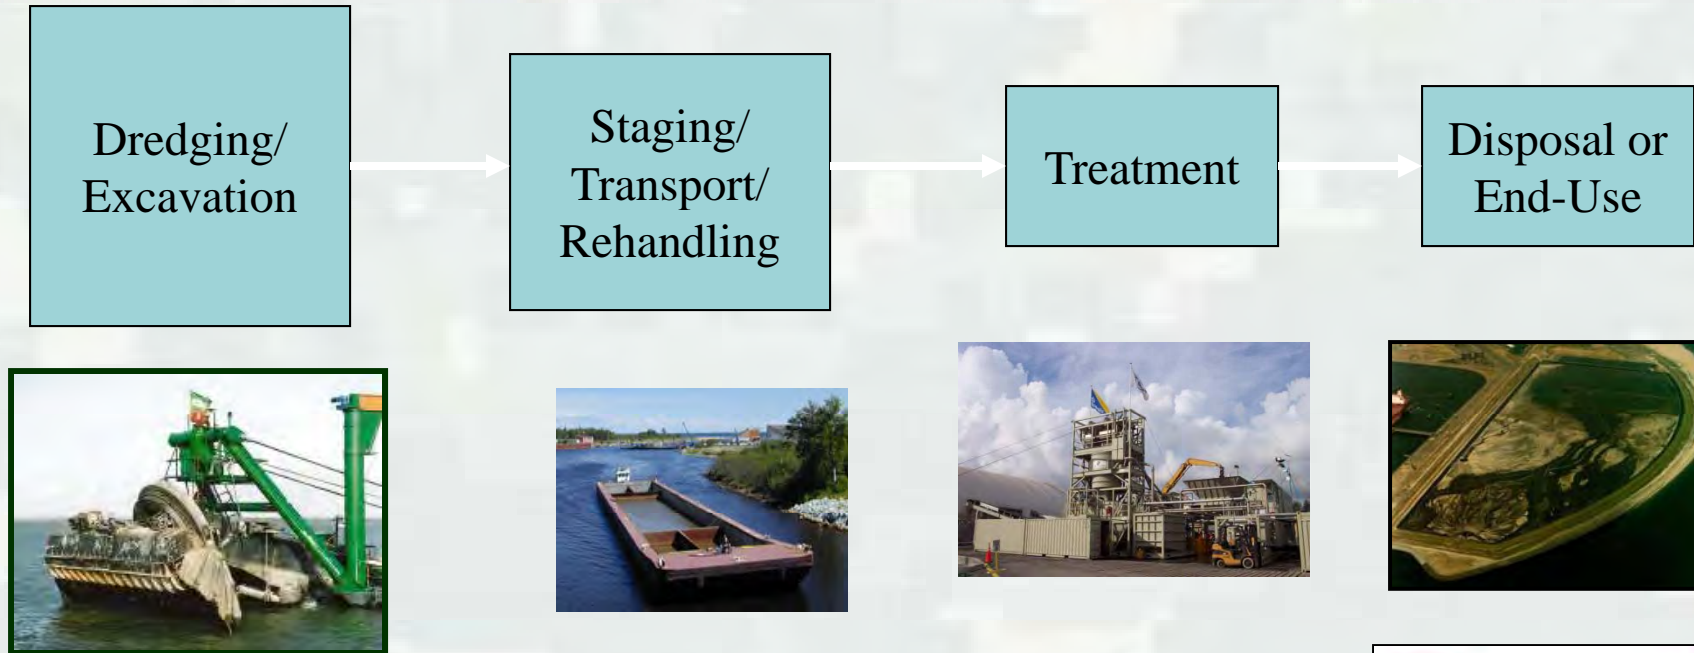 Dredging/
Excavation
Staging/
Transport/
Rehandling
Treatment
Disposal or
End-Use